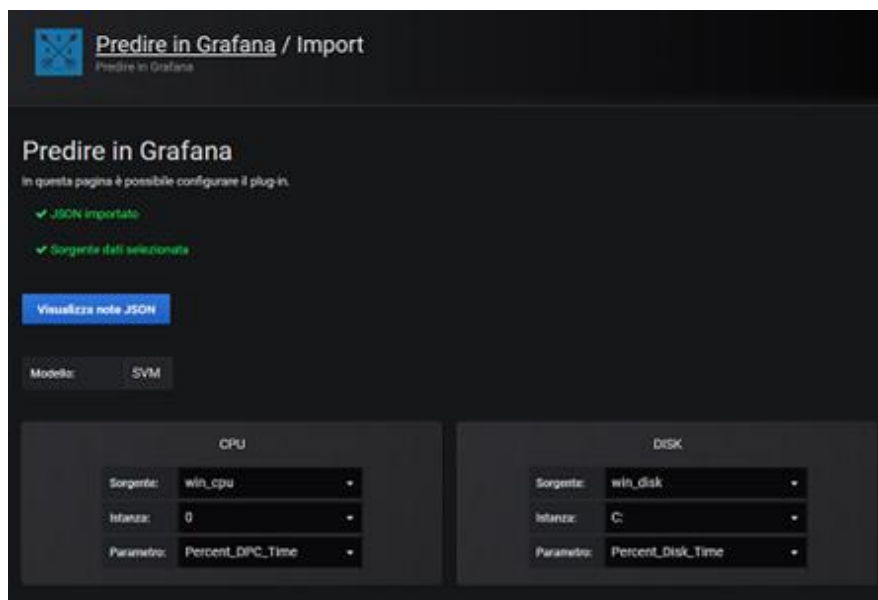 Predire in Grafana / Import
Predire in Grafana
Predire in Grafana
In questa pagina è possibile configurare il plug-in.
✔ JSON importato
✔ Sorgente dati selezionata
Visualizza note JSON
Modello: SVM
CPU
Sorgente: win_cpu
Istanza: 0
Parametro: Percent_DPC_Time
DISK
Sorgente: win_disk
Istanza: C:
Parametro: Percent_Disk_Time